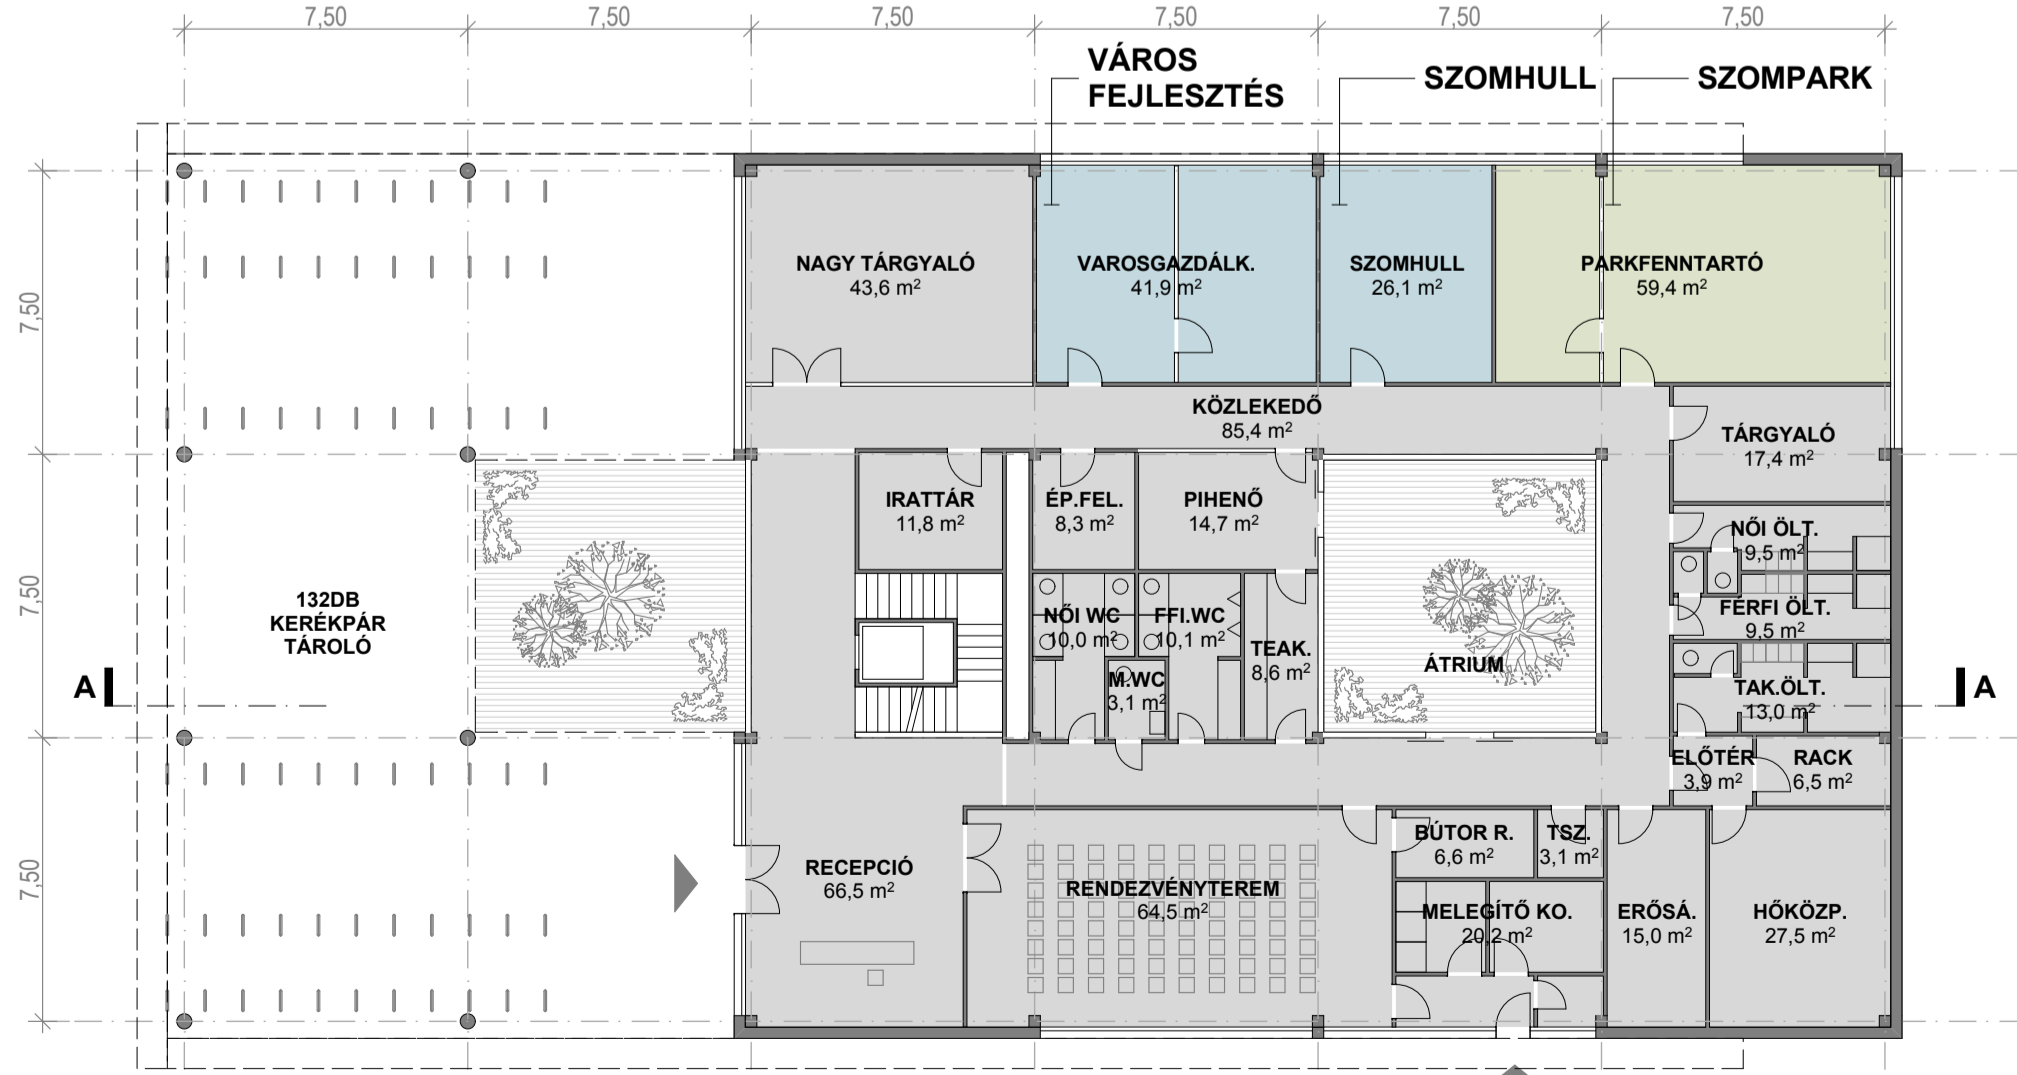 7,50
7,50
7,50
7,50
7,50
7,50
VÁROS
FEJLESZTÉS
SZOMHULL
SZOMPARK
7,50
7,50
7,50
NAGY TÁRGYALÓ
43,6 m²
VAROSGAZDÁLK.
41,9 m²
SZOMHULL
26,1 m²
PARKFENNTARTÓ
59,4 m²
KÖZLEKEDŐ
85,4 m²
TÁRGYALÓ
17,4 m²
IRATTÁR
11,8 m²
ÉP.FEL.
8,3 m²
PIHENŐ
14,7 m²
NŐI ÖLT.
9,5 m²
132DB
KERÉKPÁR
TÁROLÓ
NŐI WC
10,0 m²
FFI.WC
10,1 m²
FÉRFI ÖLT.
9,5 m²
TEAK.
8,6 m²
ÁTRIUM
M.WC
3,1 m²
TAK.ÖLT.
13,0 m²
A
A
ELŐTÉR
3,9 m²
RACK
6,5 m²
RECEPCIÓ
66,5 m²
RENDEZVÉNYTEREM
64,5 m²
BÚTOR R.
6,6 m²
TSZ.
3,1 m²
MELEGÍTŐ KO.
20,2 m²
ERŐSÁ.
15,0 m²
HŐKÖZP.
27,5 m²